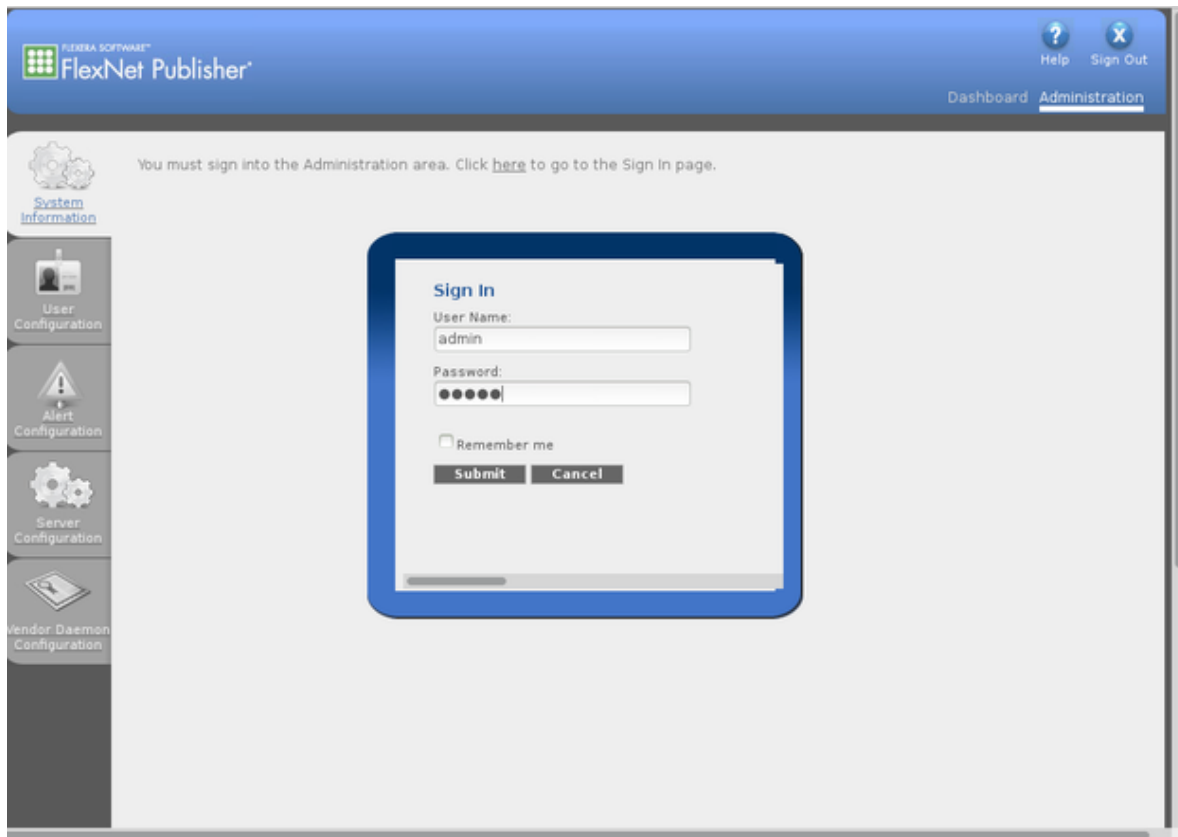 FLEXERA SOFTWARE™
FlexNet Publisher®
Help
Sign Out
Dashboard
Administration
You must sign into the Administration area. Click here to go to the Sign In page.
System
Information
User
Configuration
Alert
Configuration
Server
Configuration
Vendor Daemon
Configuration
Sign In
User Name:
admin
Password:
●●●●●
Remember me
Submit
Cancel